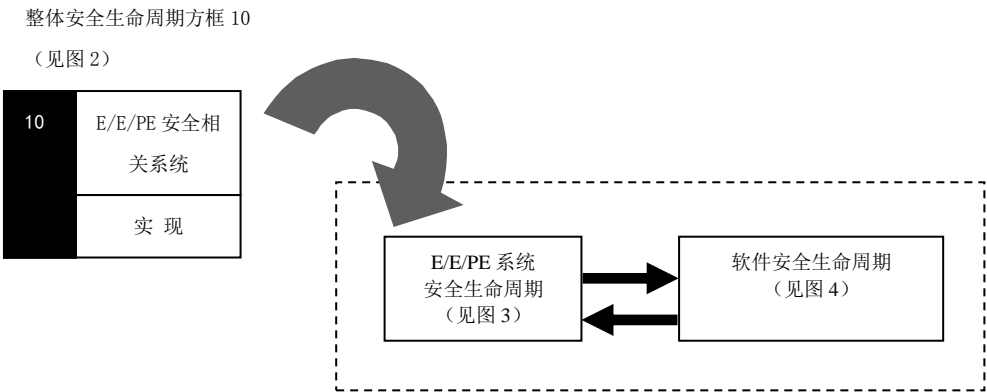 整体安全生命周期方框 10
（见图 2）
10
E/E/PE 安全相
关系统
实 现
E/E/PE 系统
安全生命周期
（见图 3）
软件安全生命周期
（见图 4）